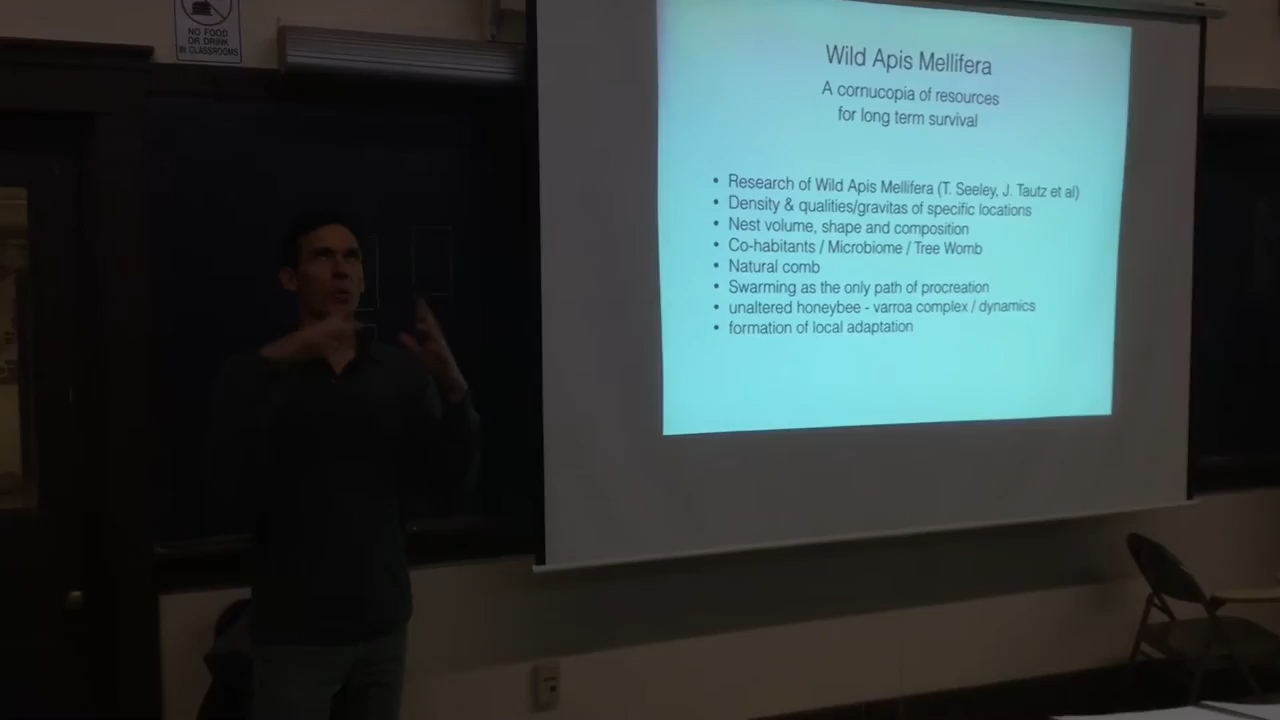 NO FOOD
OR DRINK
IN CLASSROOMS
Wild Apis Mellifera
A cornucopia of resources
for long term survival
• Research of Wild Apis Mellifera (T. Seeley, J. Tautz et al)
• Density & qualities/gravitas of specific locations
• Nest volume, shape and composition
• Co-habitants / Microbiome / Tree Womb
• Natural comb
• Swarming as the only path of procreation
• unaltered honeybee - varroa complex / dynamics
• formation of local adaptation